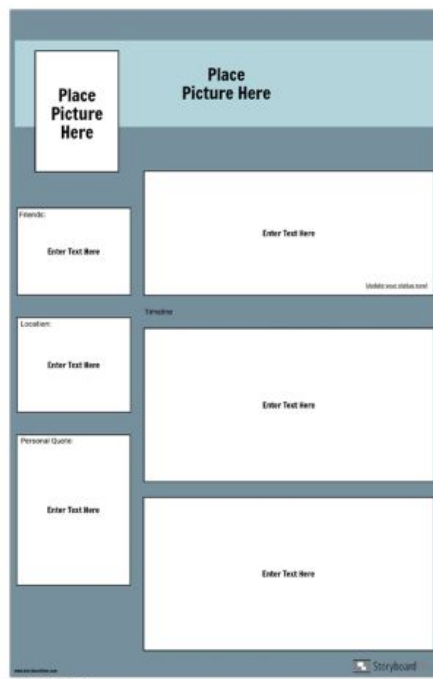 Place
Picture
Here
Place
Picture Here
Friends:
Enter Text Here
Enter Text Here
Update your status now!
Location:
Enter Text Here
Timeline
Enter Text Here
Personal Quote:
Enter Text Here
Enter Text Here
Storyboard